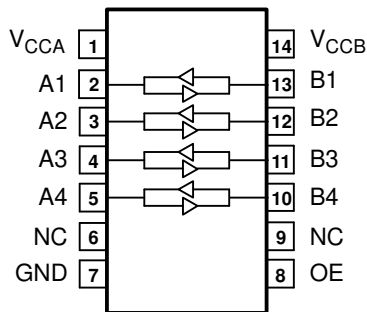 VCCA 1 14 VCCB
A1 2 13 B1
A2 3 12 B2
A3 4 11 B3
A4 5 10 B4
NC 6 9 NC
GND 7 8 OE